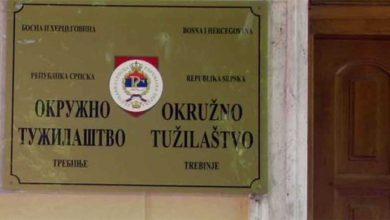 БОСНА И ХЕРЦЕГОВИНА
РЕПУБЛИКА СРПСКА
ОКРУЖНО
ТУЖИЛАШТВО
ТРЕБИЊЕ
BOSNA I HERCEGOVINA
REPUBLIKA SRPSKA
OKRUŽNO
TUŽILAŠTVO
TREBINJE